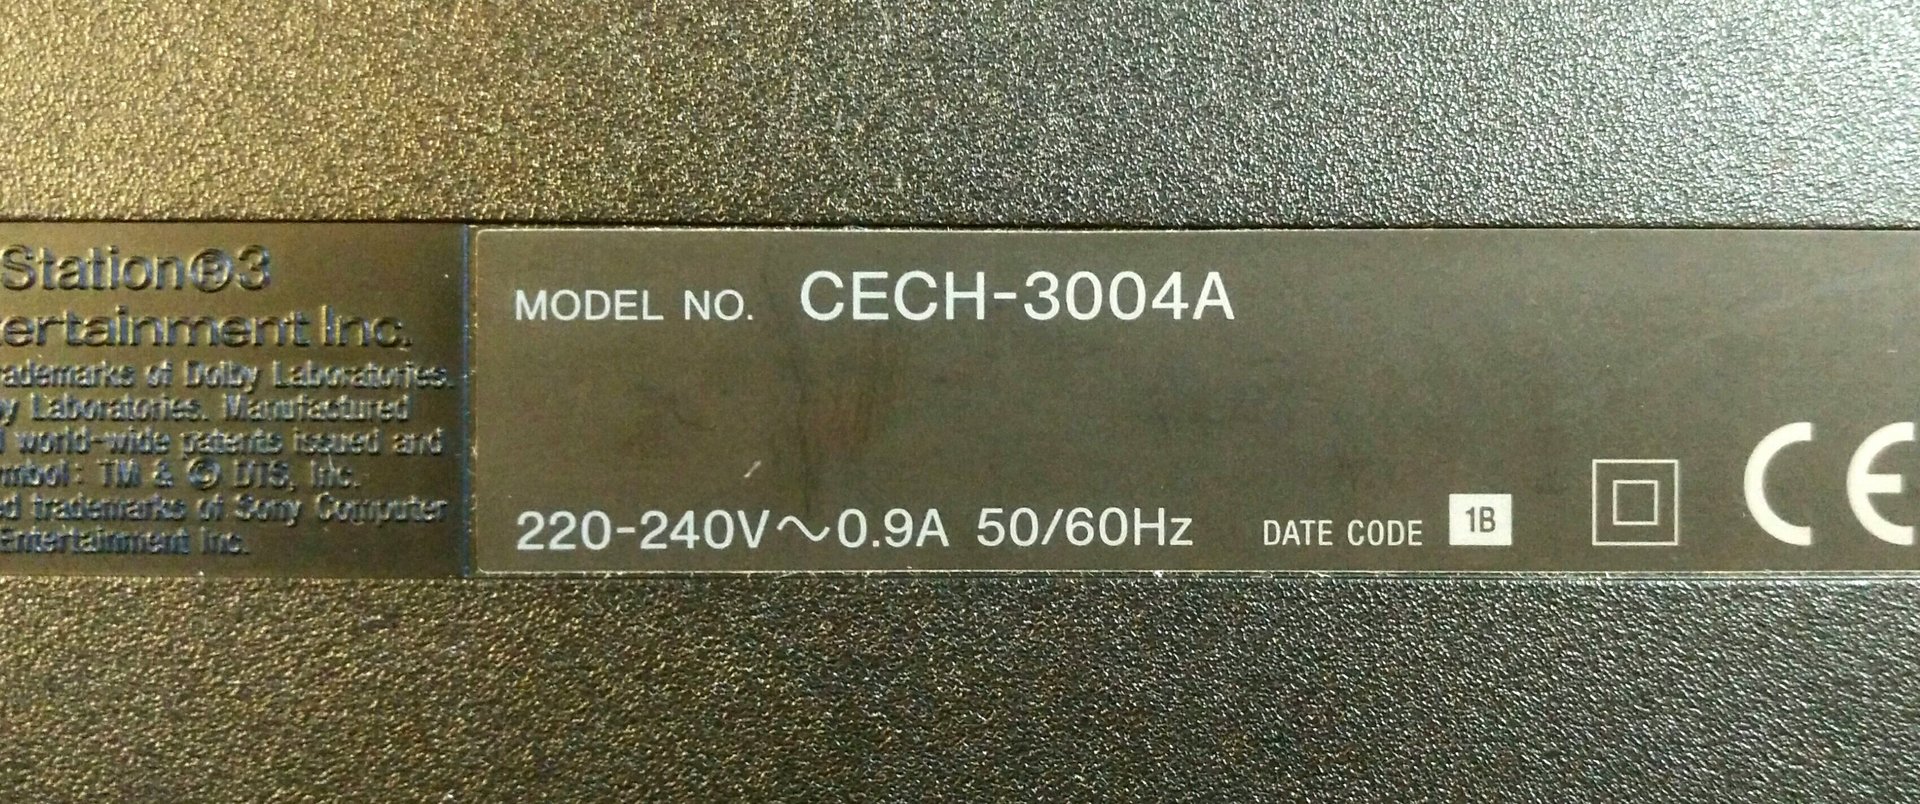 Station®3
ertainment Inc.
ademarks of Dolby Laboratories.
y Laboratories. Manufactured
d world-wide patents issued and
mbol: TM & © DTS, Inc.
ed trademarks of Sony Computer
Entertainment Inc.
MODEL NO. CECH-3004A
220-240V～0.9A 50/60Hz DATE CODE 1B
CE